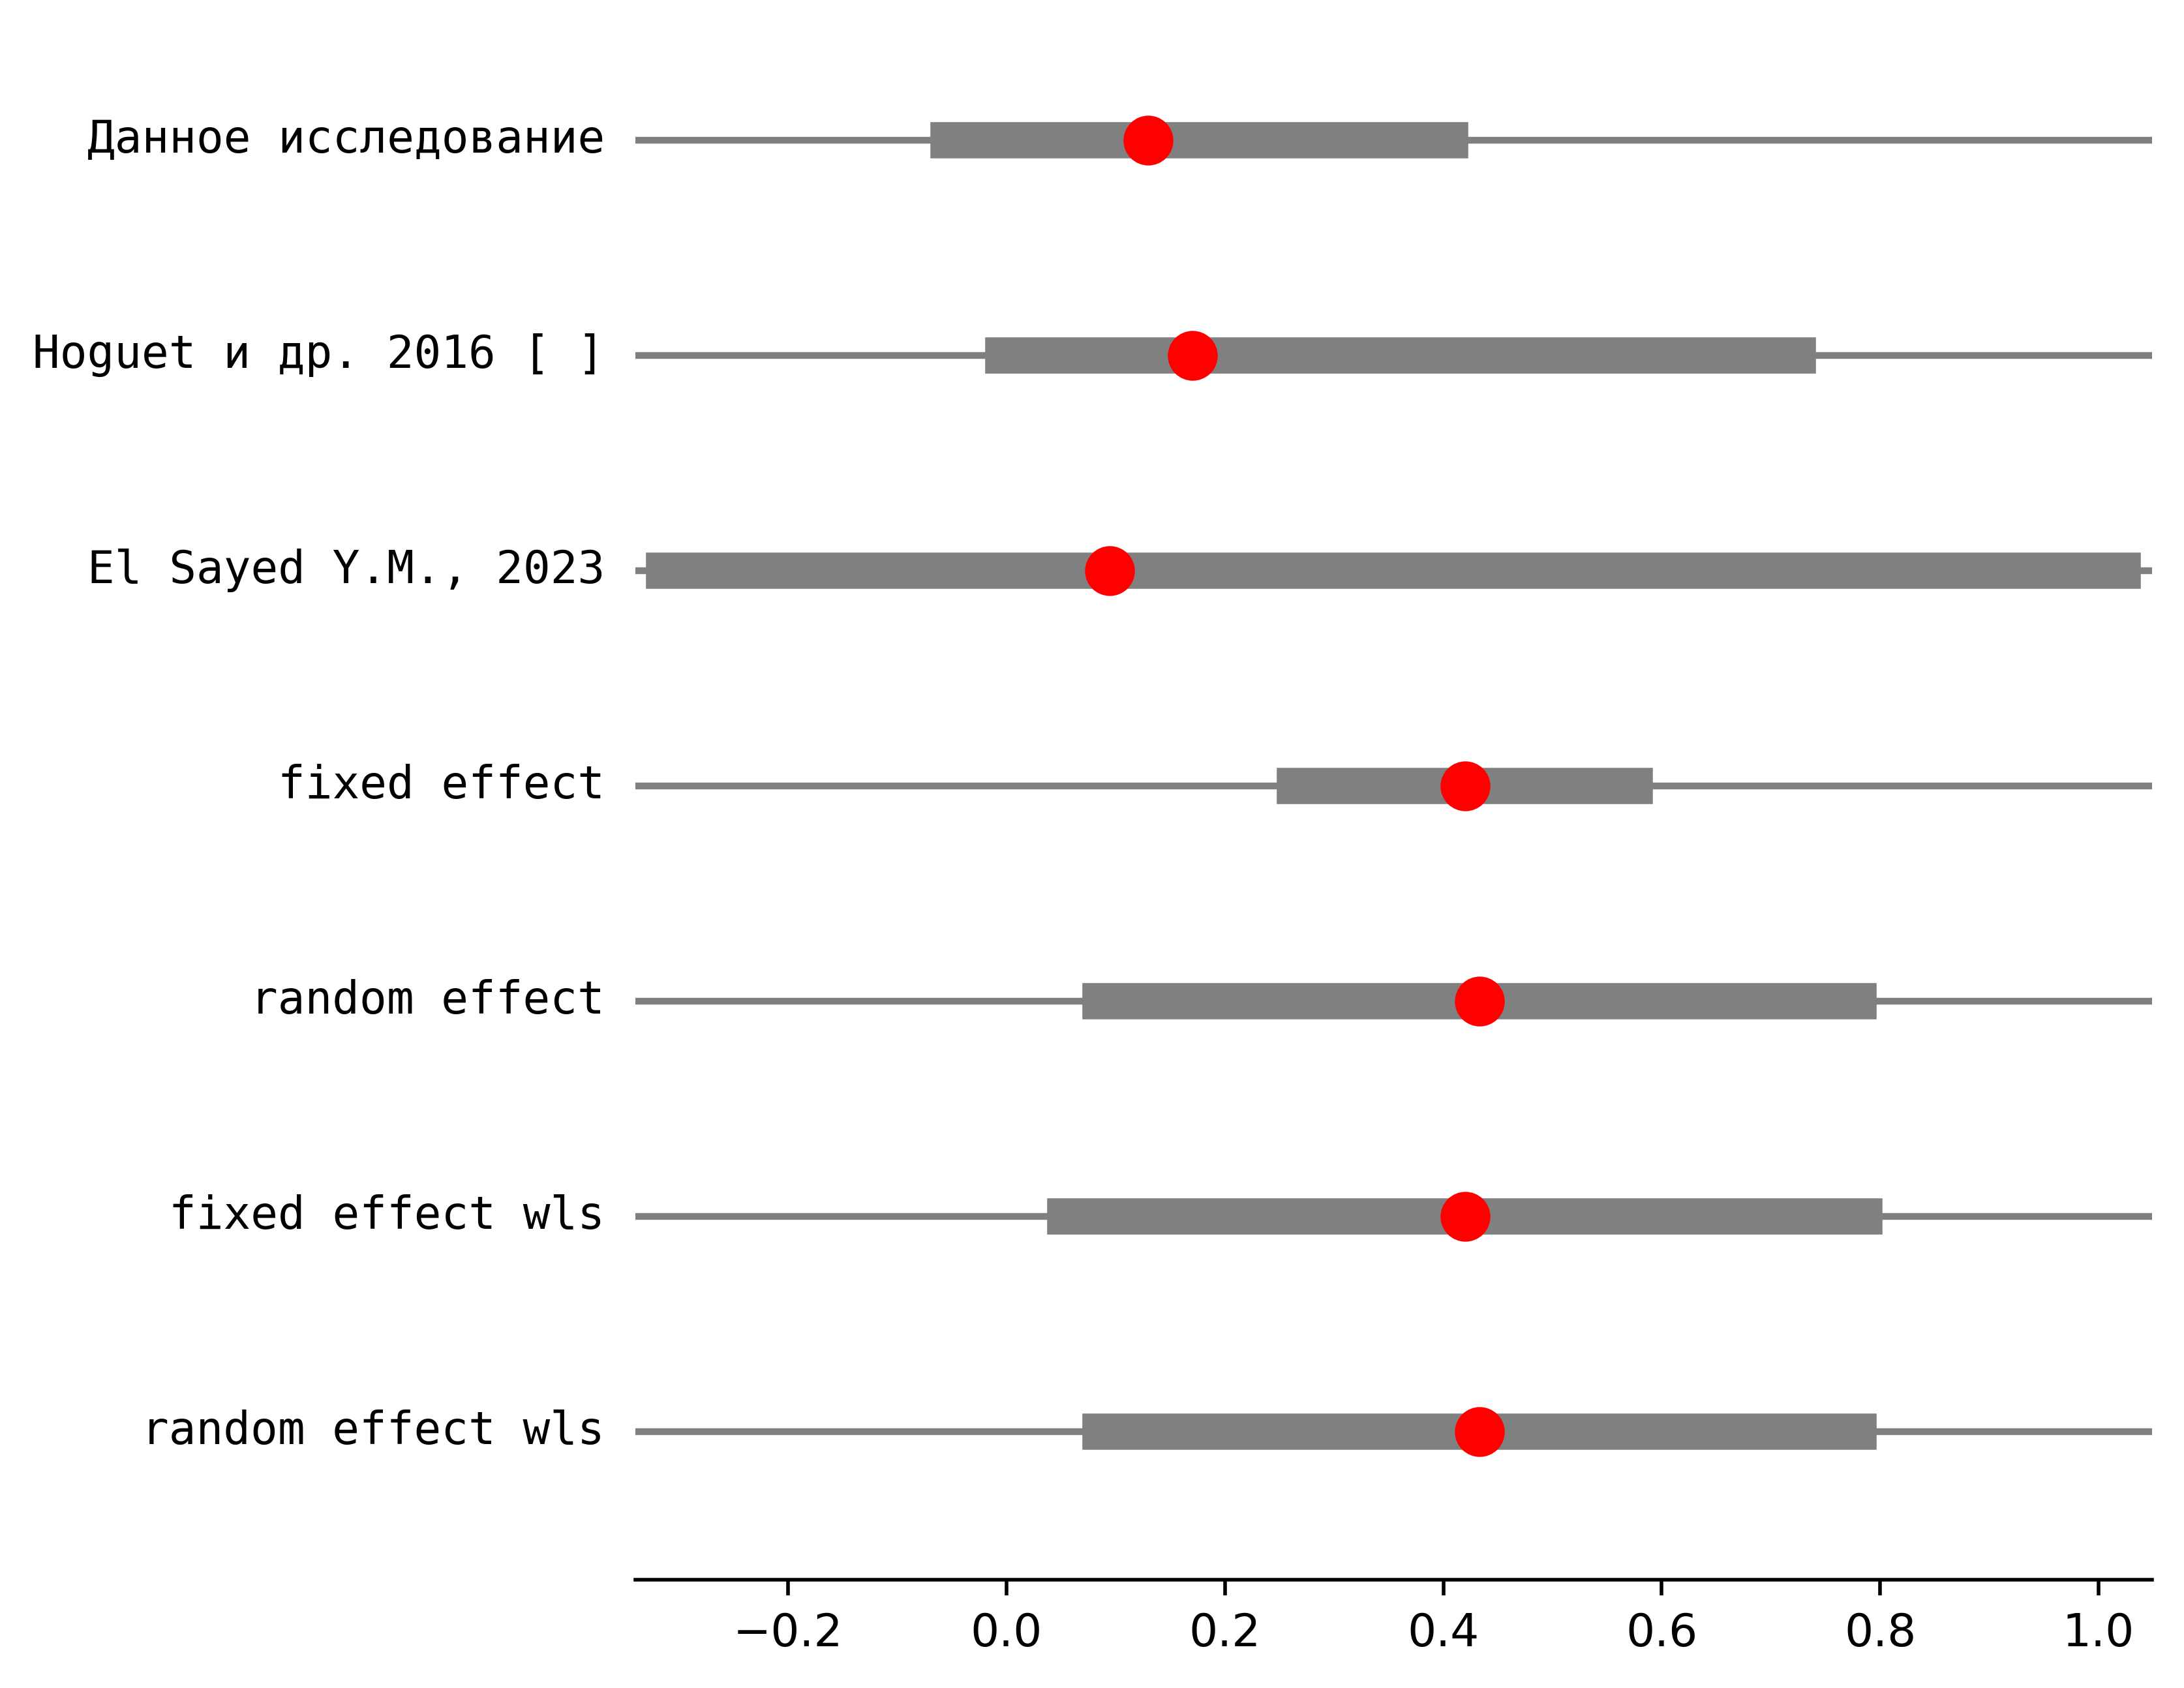 Данное исследование
Hoguet и др. 2016 [ ]
El Sayed Y.M., 2023
fixed effect
random effect
fixed effect wls
random effect wls
−0.2 0.0 0.2 0.4 0.6 0.8 1.0